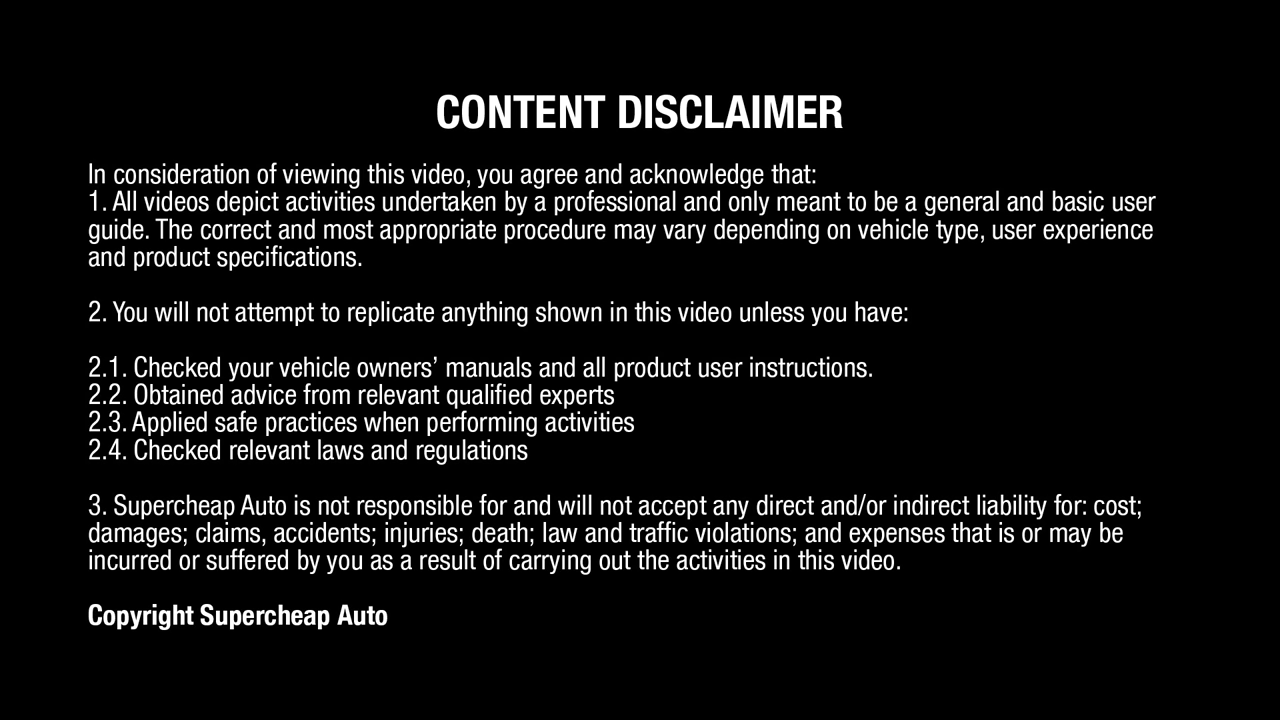 CONTENT DISCLAIMER
In consideration of viewing this video, you agree and acknowledge that:
1. All videos depict activities undertaken by a professional and only meant to be a general and basic user
guide. The correct and most appropriate procedure may vary depending on vehicle type, user experience
and product specifications.
2. You will not attempt to replicate anything shown in this video unless you have:
2.1. Checked your vehicle owners’ manuals and all product user instructions.
2.2. Obtained advice from relevant qualified experts
2.3. Applied safe practices when performing activities
2.4. Checked relevant laws and regulations
3. Supercheap Auto is not responsible for and will not accept any direct and/or indirect liability for: cost;
damages; claims, accidents; injuries; death; law and traffic violations; and expenses that is or may be
incurred or suffered by you as a result of carrying out the activities in this video.
Copyright Supercheap Auto